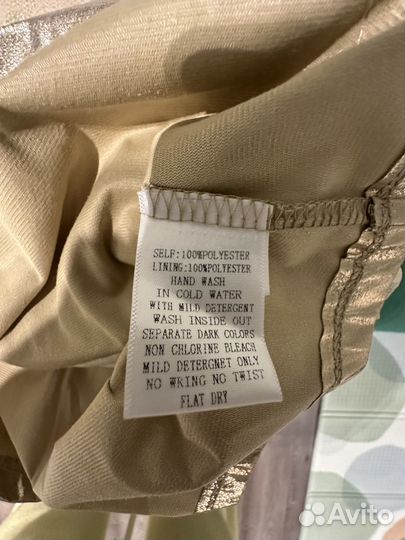 SELF:100%POLYESTER
LINING:100%POLYESTER
HAND WASH
IN COLD WATER
WITH MILD DETERGENT
WASH INSIDE OUT
SEPARATE DARK COLORS
NON CHLORINE BLEACH
MILD DETERGNET ONLY
NO WKING NO TWIST
FLAT DRY
Avito